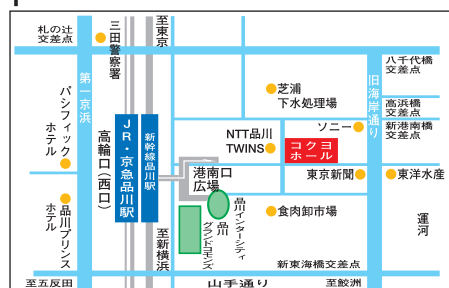 札の辻
交差点
三田警察署
至東京
八千代橋
交差点
第一京浜
旧海岸通り
芝浦
下水処理場
高浜橋
交差点
パシフィック
ホテル
高輪口(西口)
JR・京急品川駅
新幹線品川駅
NTT品川
TWINS
ソニー
新港南橋
交差点
コクヨ
ホール
港南口
広場
東京新聞
東洋水産
品川プリンス
ホテル
品川
インターシティ
品川
グランドコモンズ
食肉卸市場
運河
至新横浜
新東海橋交差点
至五反田
山手通り
至鮫洲